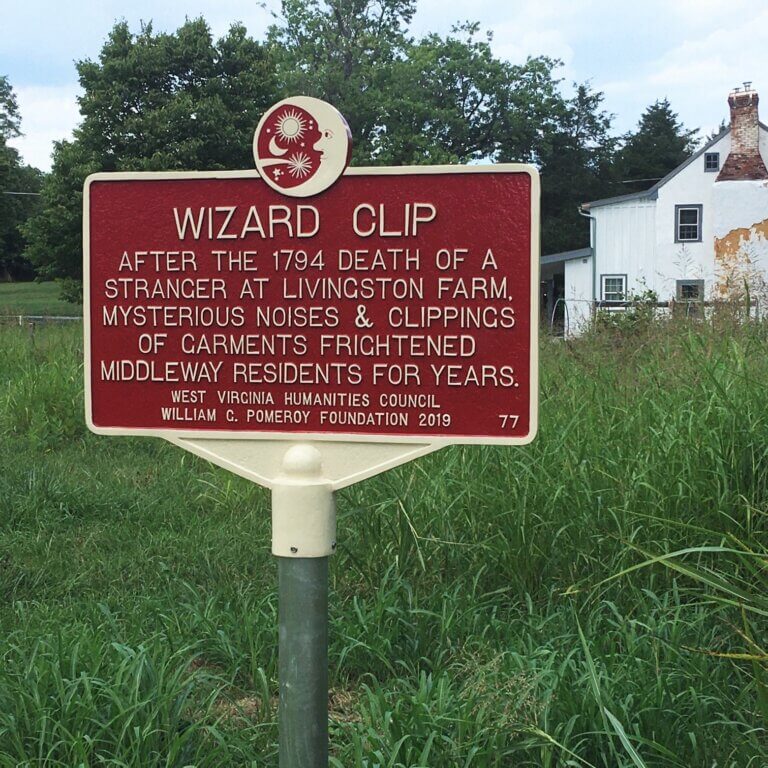 WIZARD CLIP
AFTER THE 1794 DEATH OF A
STRANGER AT LIVINGSTON FARM,
MYSTERIOUS NOISES & CLIPPINGS
OF GARMENTS FRIGHTENED
MIDDLEWAY RESIDENTS FOR YEARS.
WEST VIRGINIA HUMANITIES COUNCIL
WILLIAM G. POMEROY FOUNDATION 2019 77